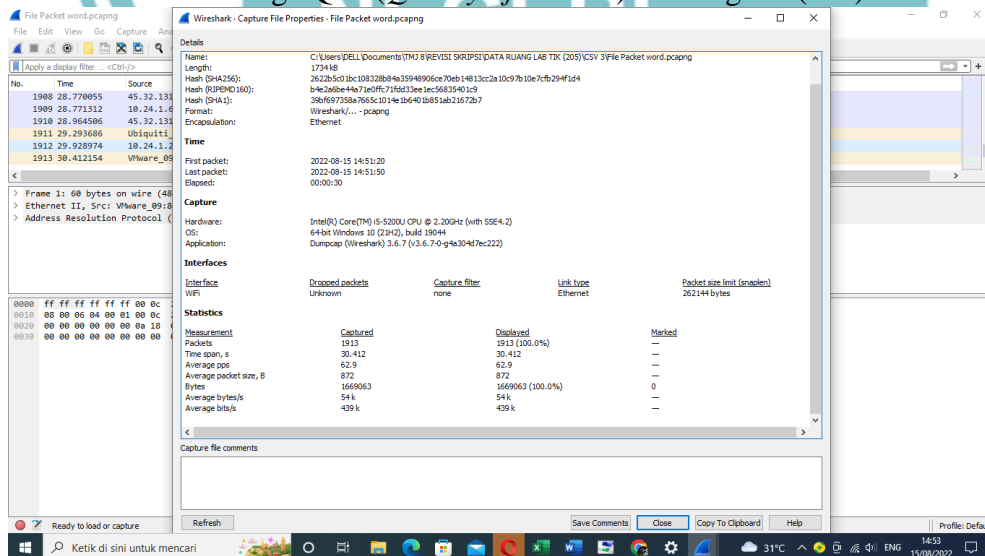 File Packet word.pcapng
File Edit View Go Capture Ana
Apply a display filter ... <Ctrl-/>
No. Time Source
1908 28.770055 45.32.131
1909 28.771312 10.24.1.6
1910 28.964506 45.32.131
1911 29.293686 Ubiquiti_
1912 29.928974 10.24.1.2
1913 30.412154 VMware_09
> Frame 1: 60 bytes on wire (48
> Ethernet II, Src: VMware_09:8
> Address Resolution Protocol (
0000 ff ff ff ff ff ff 00 0c
0010 08 00 06 04 00 01 00 0c
0020 00 00 00 00 00 00 0a 18
0030 00 00 00 00 00 00 00 00
Ready to load or capture
Profile: Defau
Wireshark · Capture File Properties - File Packet word.pcapng
Details
Name: C:\Users\DELL\Documents\TMJ 8\REVISI SKRIPSI\DATA RUANG LAB TIK (205)\CSV 3\File Packet word.pcapng
Length: 1734 kB
Hash (SHA256): 2622b5c01bc108328b84a35948906ce70eb14813cc2a10c97b10e7cfb294f1d4
Hash (RIPEMD160): b4e2a6be44a71e0ffc71fdd33ee1ec56835401c9
Hash (SHA1): 39bf697358a7665c1014e1b6401b851ab21672b7
Format: Wireshark/... - pcapng
Encapsulation: Ethernet
Time
First packet: 2022-08-15 14:51:20
Last packet: 2022-08-15 14:51:50
Elapsed: 00:00:30
Capture
Hardware: Intel(R) Core(TM) i5-5200U CPU @ 2.20GHz (with SSE4.2)
OS: 64-bit Windows 10 (21H2), build 19044
Application: Dumpcap (Wireshark) 3.6.7 (v3.6.7-0-g4a304d7ec222)
Interfaces
Interface Dropped packets Capture filter Link type Packet size limit (snaplen)
WiFi Unknown none Ethernet 262144 bytes
Statistics
Measurement Captured Displayed Marked
Packets 1913 1913 (100.0%) —
Time span, s 30.412 30.412 —
Average pps 62.9 62.9 —
Average packet size, B 872 872 —
Bytes 1669063 1669063 (100.0%) 0
Average bytes/s 54 k 54 k —
Average bits/s 439 k 439 k —
Capture file comments
Refresh Save Comments Close Copy To Clipboard Help
Ketik di sini untuk mencari
31°C ENG 14:53
15/08/2022